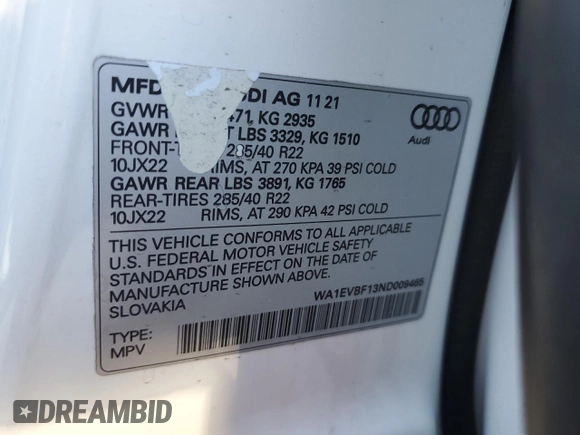 MFD DI AG 11 21
GVWR 471, KG 2935
GAWR T LBS 3329, KG 1510
FRONT-T 285/40 R22
10JX22 RIMS, AT 270 KPA 39 PSI COLD
GAWR REAR LBS 3891, KG 1765
REAR-TIRES 285/40 R22
10JX22 RIMS, AT 290 KPA 42 PSI COLD
Audi
THIS VEHICLE CONFORMS TO ALL APPLICABLE
U.S. FEDERAL MOTOR VEHICLE SAFETY
STANDARDS IN EFFECT ON THE DATE OF
MANUFACTURE SHOWN ABOVE.
SLOVAKIA
WA1EVBF13ND009465
TYPE:
MPV
DREAMBID